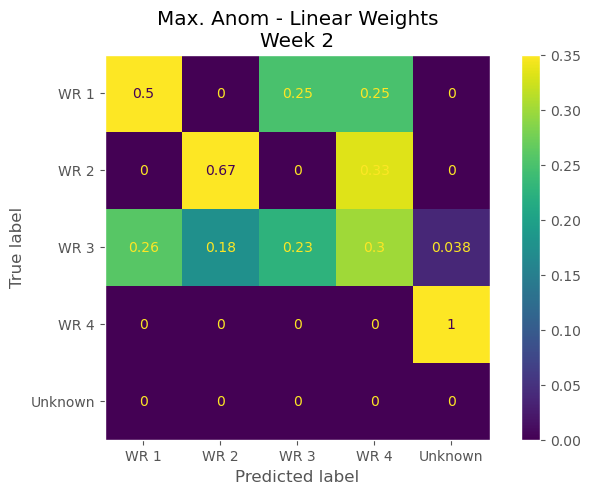 Max. Anom - Linear Weights
Week 2
WR 1 0.5 0 0.25 0.25 0
WR 2 0 0.67 0 0.33 0
WR 3 0.26 0.18 0.23 0.3 0.038
WR 4 0 0 0 0 1
Unknown 0 0 0 0 0
WR 1 WR 2 WR 3 WR 4 Unknown
Predicted label
True label
0.35
0.30
0.25
0.20
0.15
0.10
0.05
0.00